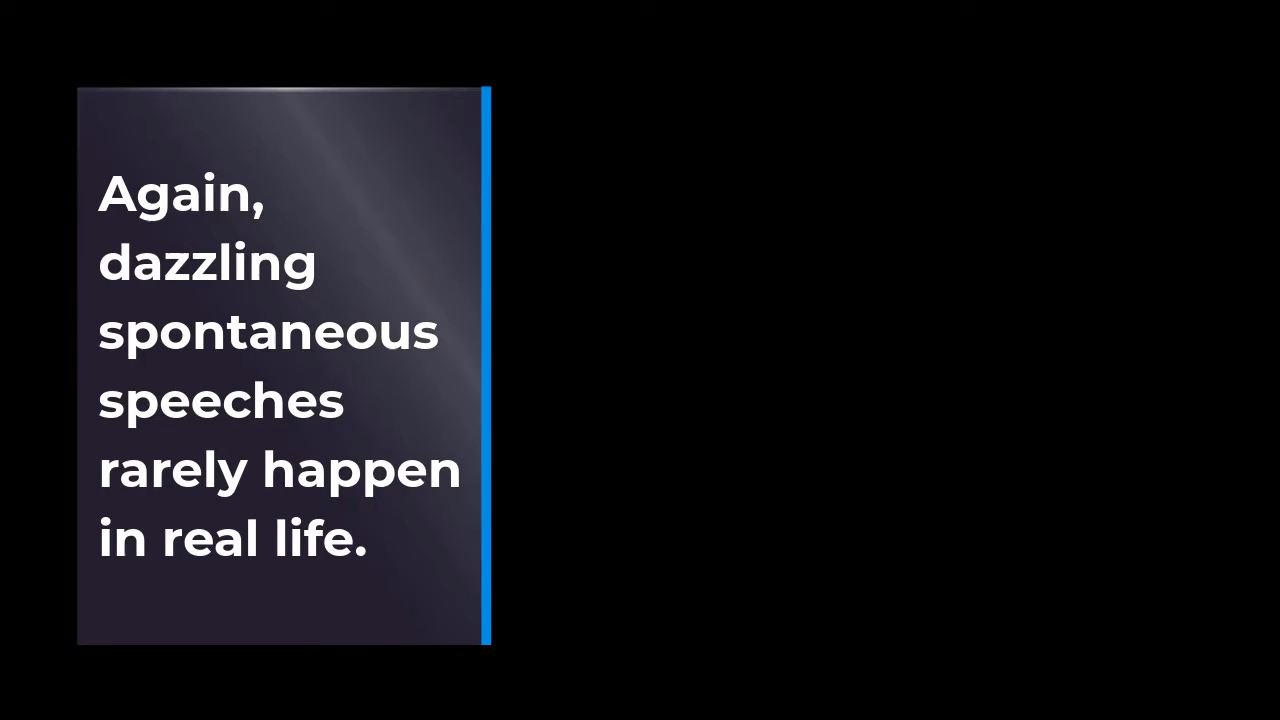 Again,
dazzling
spontaneous
speeches
rarely happen
in real life.